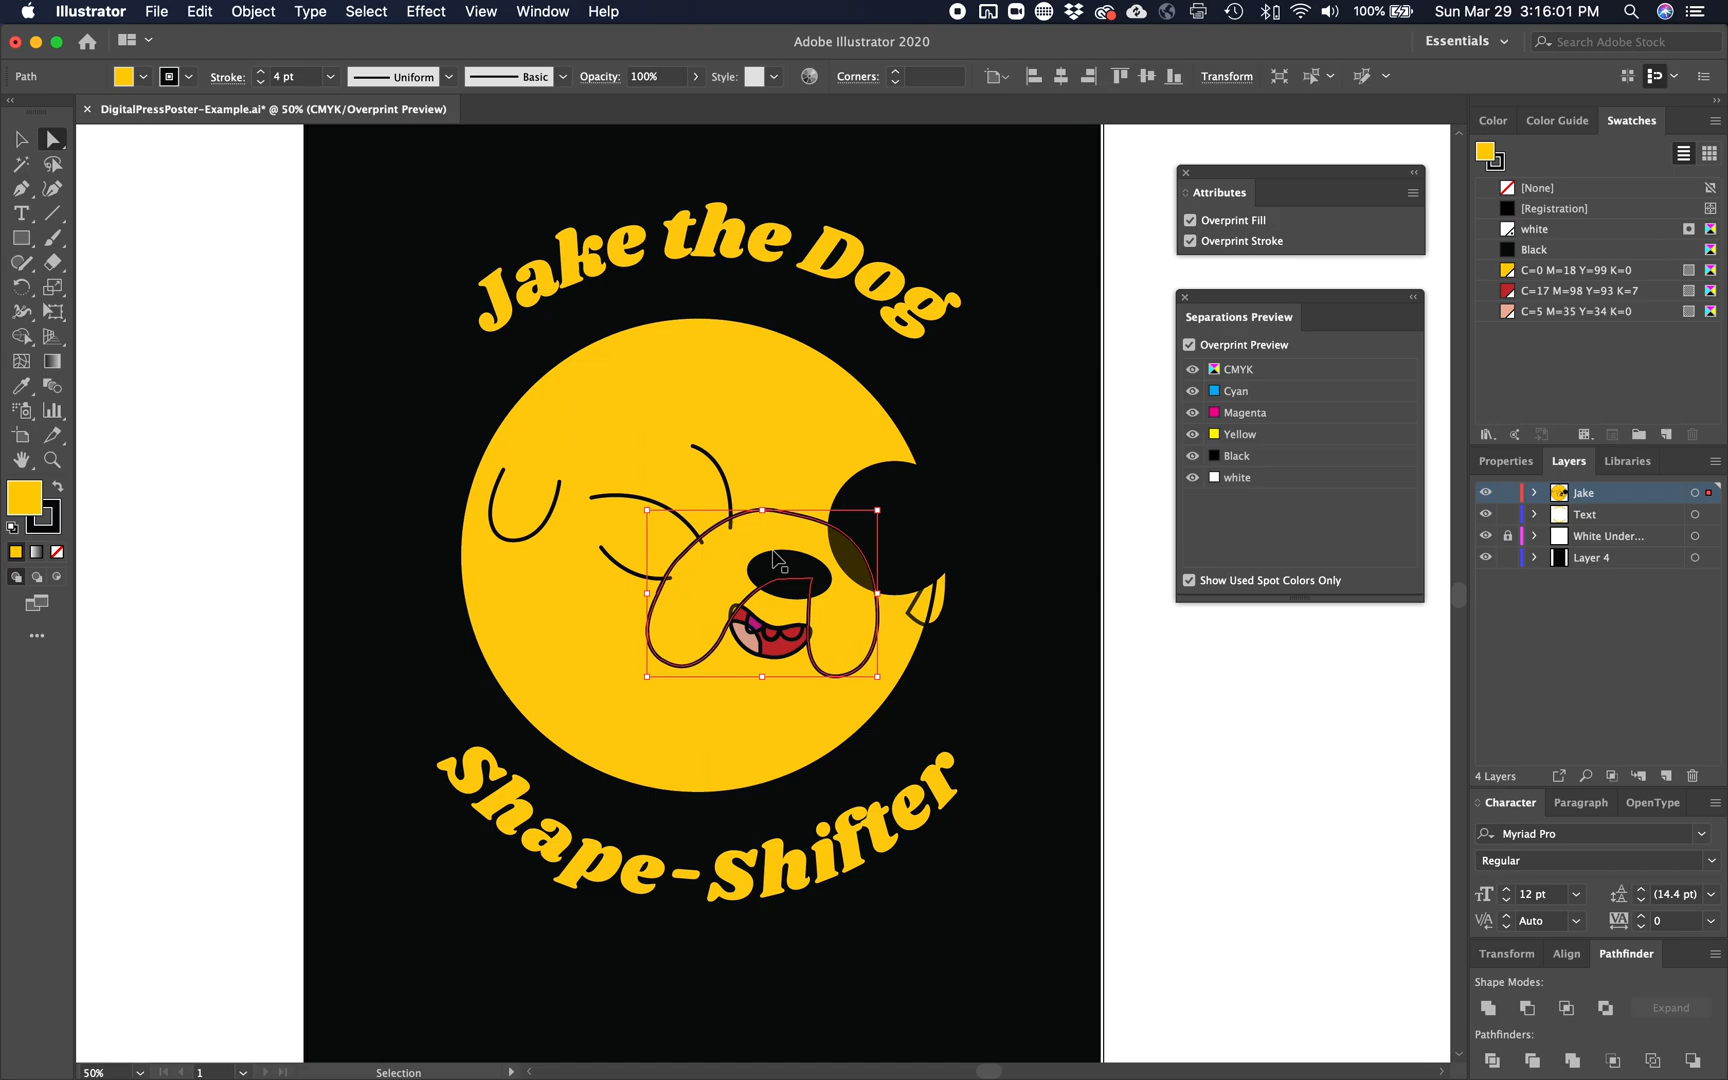 Illustrator File Edit Object Type Select Effect View Window Help
100% Sun Mar 29 3:16:01 PM
Adobe Illustrator 2020
Essentials
Search Adobe Stock
Path
Stroke: 4 pt
Uniform
Basic
Opacity: 100%
Style:
Corners:
Transform
DigitalPressPoster-Example.ai* @ 50% (CMYK/Overprint Preview)
Jake the Dog
Shape-Shifter
Attributes
Overprint Fill
Overprint Stroke
Separations Preview
Overprint Preview
CMYK
Cyan
Magenta
Yellow
Black
white
Show Used Spot Colors Only
Color Color Guide Swatches
[None]
[Registration]
white
Black
C=0 M=18 Y=99 K=0
C=17 M=98 Y=93 K=7
C=5 M=35 Y=34 K=0
Properties Layers Libraries
Jake
Text
White Under...
Layer 4
4 Layers
Character Paragraph OpenType
Myriad Pro
Regular
12 pt (14.4 pt)
Auto 0
Transform Align Pathfinder
Shape Modes:
Expand
Pathfinders:
50% 1 Selection